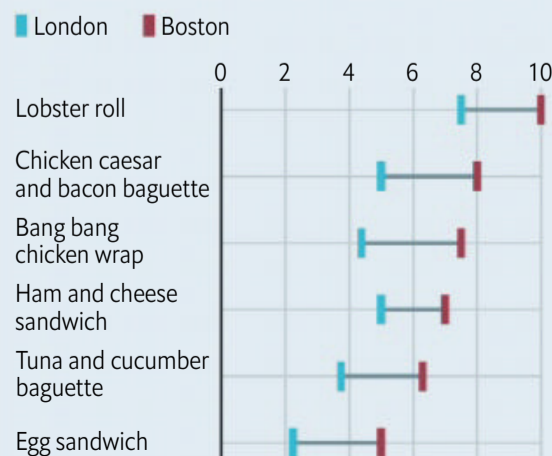 London Boston
0 2 4 6 8 10
Lobster roll
Chicken caesar
and bacon baguette
Bang bang
chicken wrap
Ham and cheese
sandwich
Tuna and cucumber
baguette
Egg sandwich